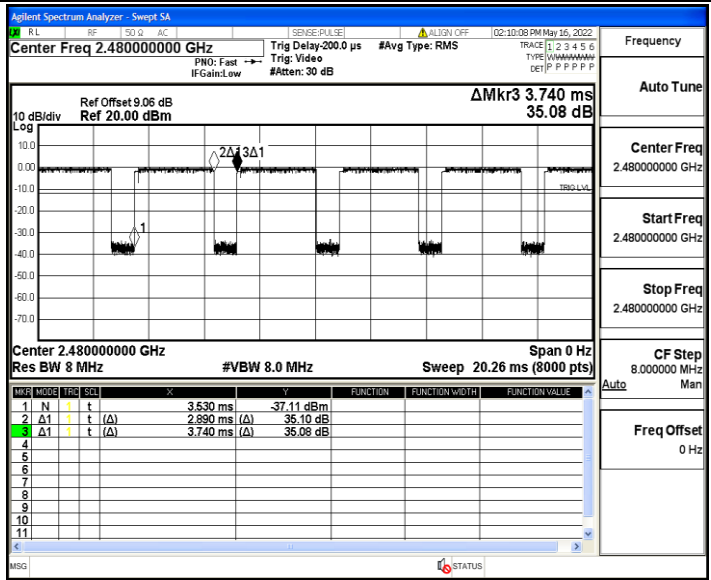 Agilent Spectrum Analyzer - Swept SA
LXI RL RF 50 Ω AC SENSE:PULSE ALIGN OFF 02:10:08 PM May 16, 2022
Center Freq 2.480000000 GHz
PNO: Fast
IFGain:Low
Trig Delay-200.0 µs
Trig: Video
#Atten: 30 dB
#Avg Type: RMS
TRACE 1 2 3 4 5 6
TYPE WWWWWW
DET P P P P P P
Frequency
Auto Tune
ΔMkr3 3.740 ms
35.08 dB
Ref Offset 9.06 dB
10 dB/div Ref 20.00 dBm
Log
10.0
0.00
-10.0
-20.0
-30.0
-40.0
-50.0
-60.0
-70.0
2Δ1 3Δ1
1
TRIG LVL
Center Freq
2.480000000 GHz
Start Freq
2.480000000 GHz
Stop Freq
2.480000000 GHz
Center 2.480000000 GHz Span 0 Hz
Res BW 8 MHz #VBW 8.0 MHz Sweep 20.26 ms (8000 pts)
CF Step
8.000000 MHz
Auto Man
MKR MODE TRC SCL X Y FUNCTION FUNCTION WIDTH FUNCTION VALUE
1 N 1 t 3.530 ms -37.11 dBm
2 Δ1 1 t (Δ) 2.890 ms (Δ) 35.10 dB
3 Δ1 1 t (Δ) 3.740 ms (Δ) 35.08 dB
4
5
6
7
8
9
10
11
Freq Offset
0 Hz
MSG STATUS